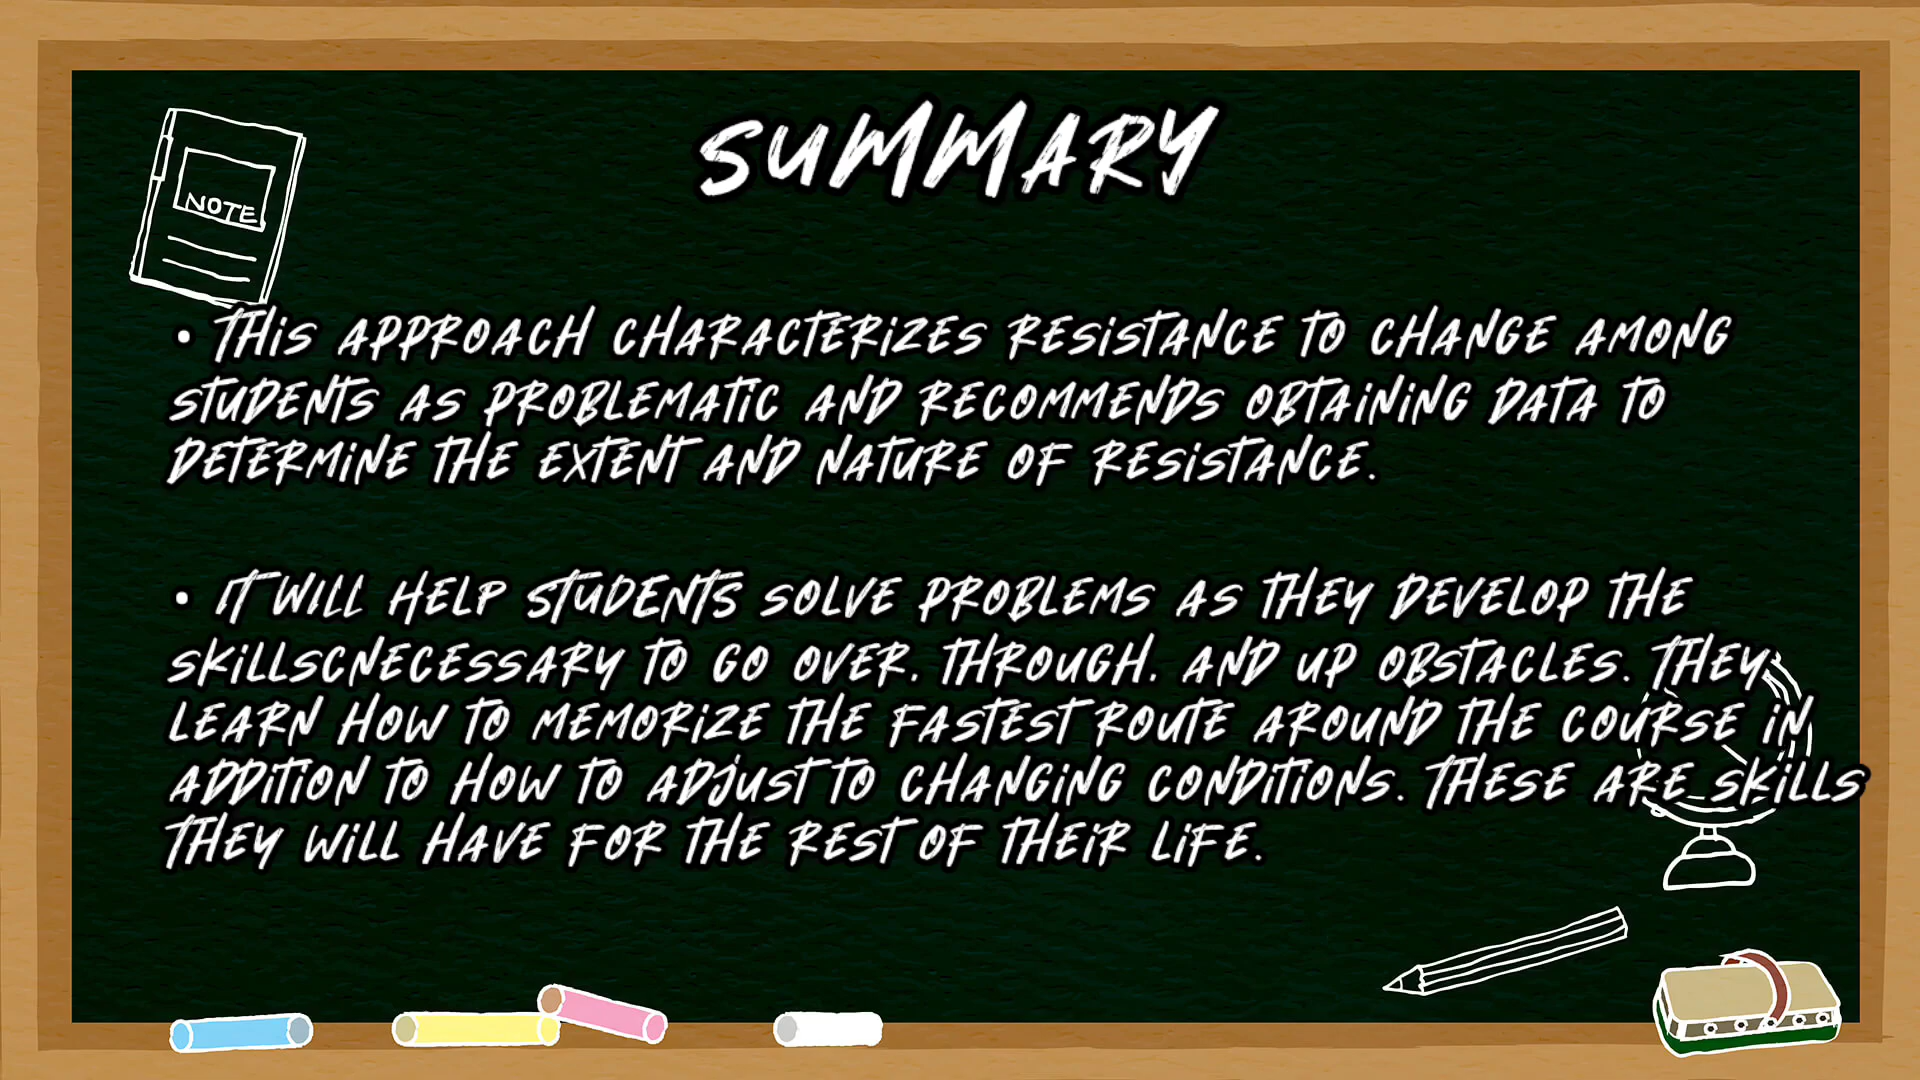 SUMMARY
NOTE
• THIS APPROACH CHARACTERIZES RESISTANCE TO CHANGE AMONG
STUDENTS AS PROBLEMATIC AND RECOMMENDS OBTAINING DATA TO
DETERMINE THE EXTENT AND NATURE OF RESISTANCE.
• IT WILL HELP STUDENTS SOLVE PROBLEMS AS THEY DEVELOP THE
SKILLSCNECESSARY TO GO OVER. THROUGH. AND UP OBSTACLES. THEY
LEARN HOW TO MEMORIZE THE FASTEST ROUTE AROUND THE COURSE IN
ADDITION TO HOW TO ADJUST TO CHANGING CONDITIONS. THESE ARE SKILLS
THEY WILL HAVE FOR THE REST OF THEIR LIFE.